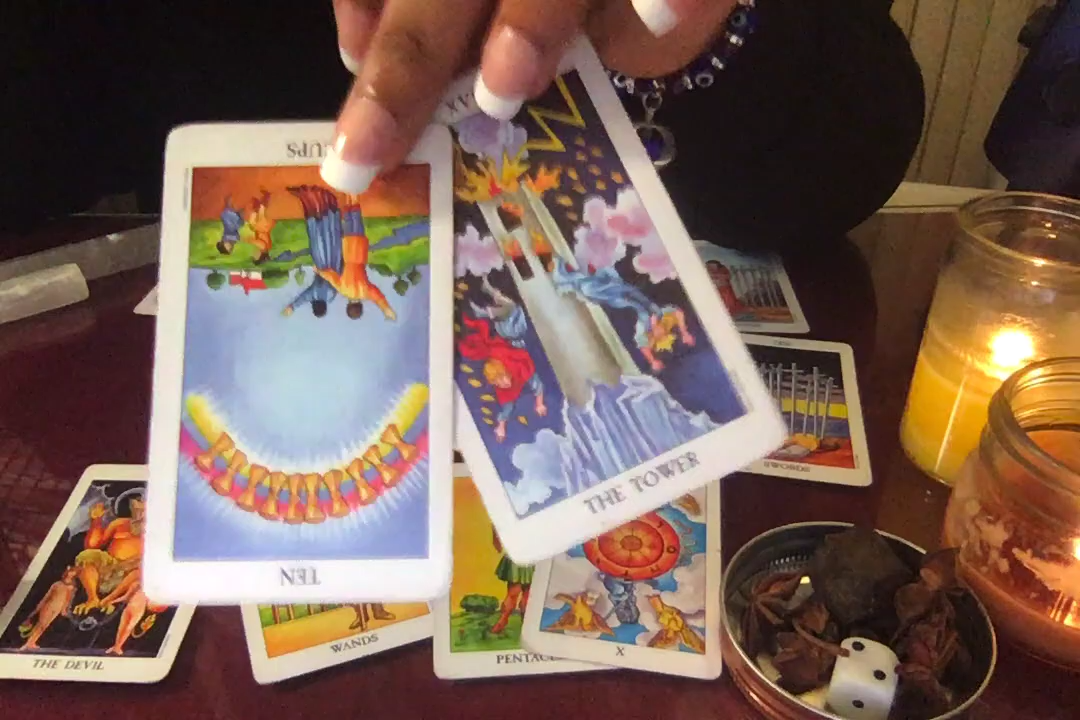 CUPS
TEN
THE TOWER
SWORDS
THE DEVIL
WANDS
PENTAC
X